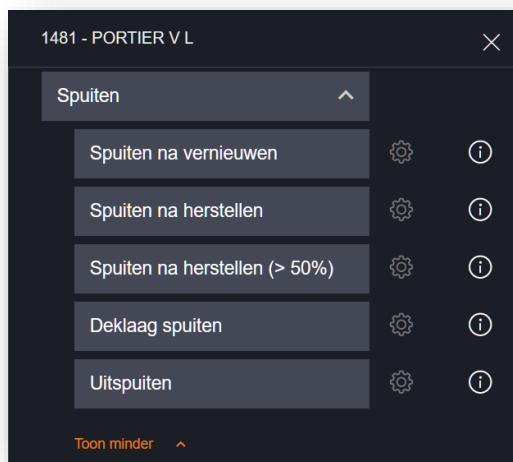 1481 - PORTIER V L
Spuiten
Spuiten na vernieuwen
Spuiten na herstellen
Spuiten na herstellen (> 50%)
Deklaag spuiten
Uitspuiten
Toon minder